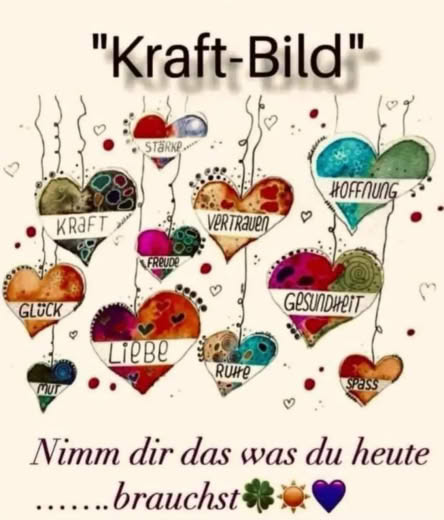 "Kraft-Bild"
STÄRKE
HOFFNUNG
KRAFT
VERTRAUEN
FREUDE
GESUNDHEIT
GLÜCK
LIEBE
RUHE
MUT
SPASS
Nimm dir das was du heute
.......brauchst🍀☀️💙